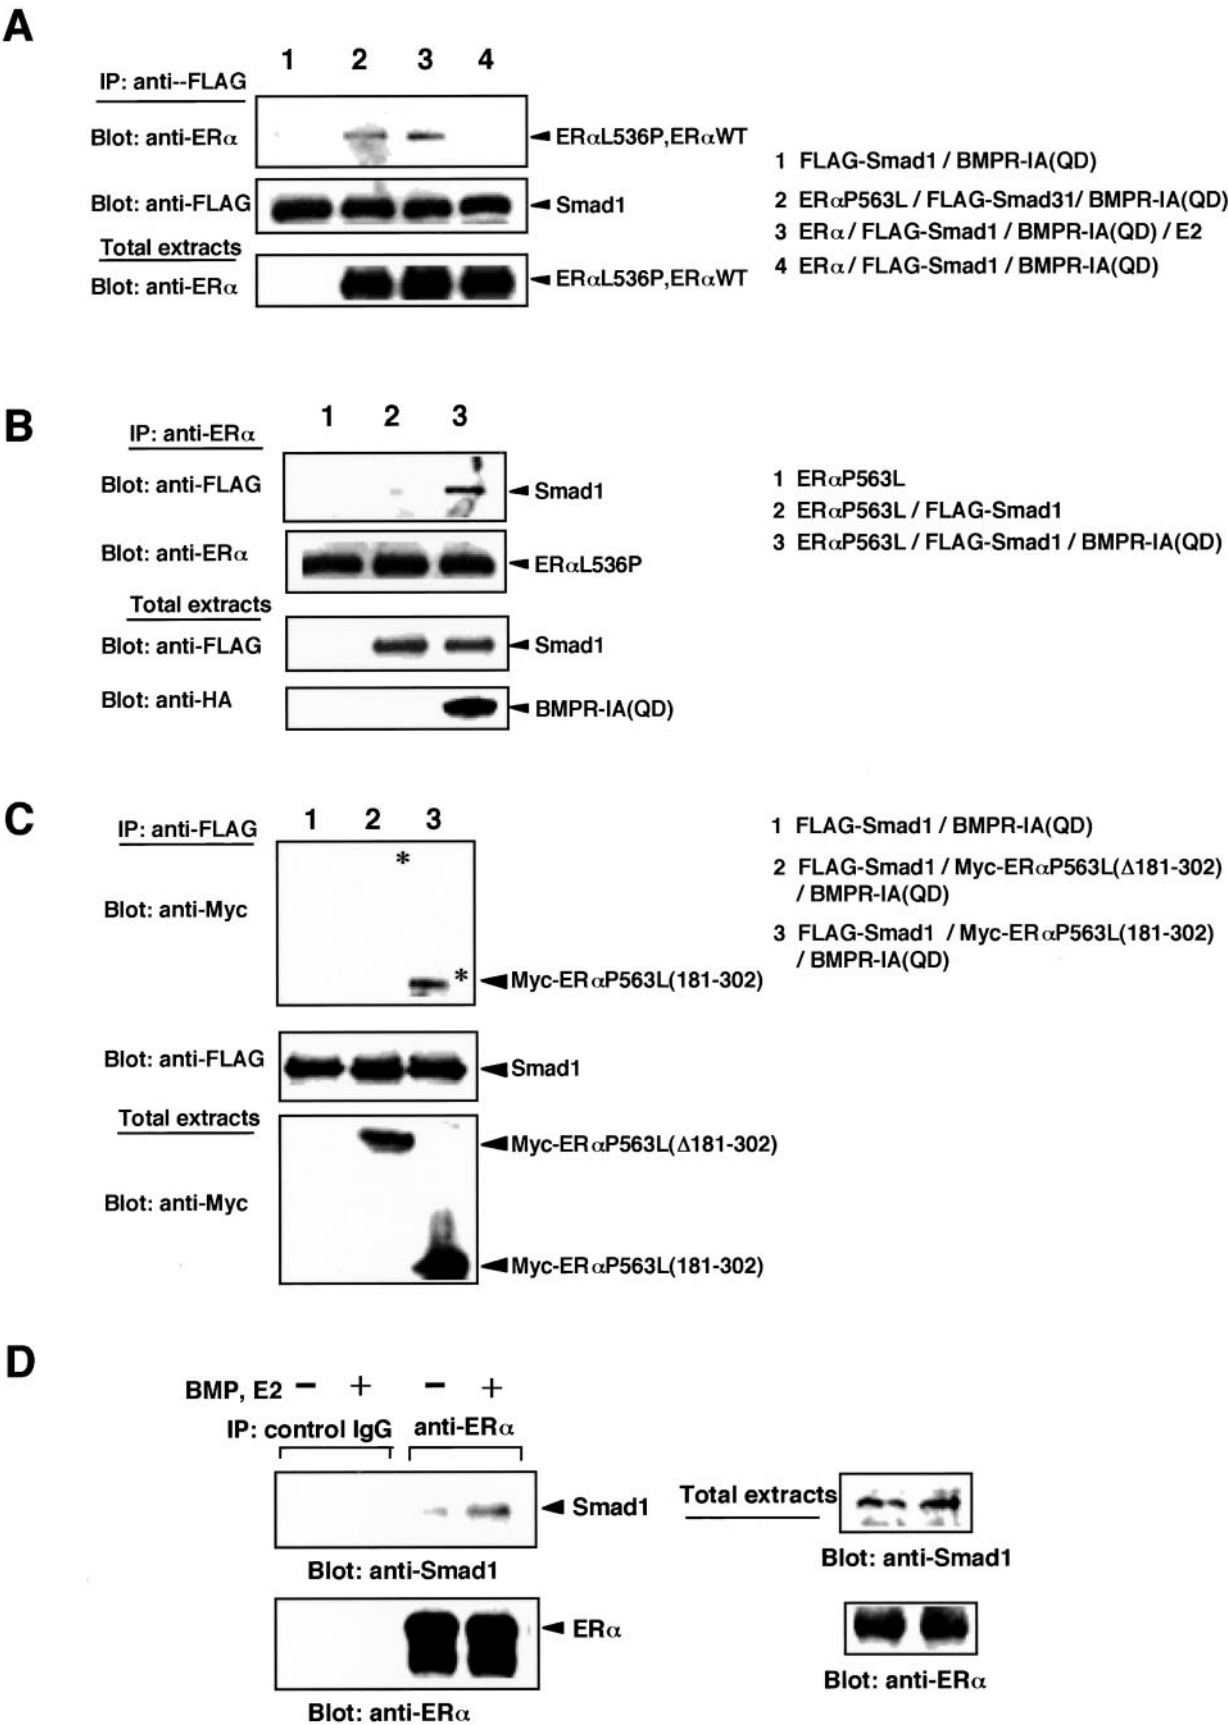 A
1 2 3 4
IP: anti--FLAG
Blot: anti-ERα
ERαL536P,ERαWT
Blot: anti-FLAG
Smad1
Total extracts
Blot: anti-ERα
ERαL536P,ERαWT
1 FLAG-Smad1 / BMPR-IA(QD)
2 ERαP563L / FLAG-Smad31/ BMPR-IA(QD)
3 ERα/ FLAG-Smad1 / BMPR-IA(QD) / E2
4 ERα/ FLAG-Smad1 / BMPR-IA(QD)
B
1 2 3
IP: anti-ERα
Blot: anti-FLAG
Smad1
Blot: anti-ERα
ERαL536P
Total extracts
Blot: anti-FLAG
Smad1
Blot: anti-HA
BMPR-IA(QD)
1 ERαP563L
2 ERαP563L / FLAG-Smad1
3 ERαP563L / FLAG-Smad1 / BMPR-IA(QD)
C
1 2 3
IP: anti-FLAG
*
Blot: anti-Myc
*
Myc-ERαP563L(181-302)
Blot: anti-FLAG
Smad1
Total extracts
Myc-ERαP563L(Δ181-302)
Blot: anti-Myc
Myc-ERαP563L(181-302)
1 FLAG-Smad1 / BMPR-IA(QD)
2 FLAG-Smad1 / Myc-ERαP563L(Δ181-302)
/ BMPR-IA(QD)
3 FLAG-Smad1 / Myc-ERαP563L(181-302)
/ BMPR-IA(QD)
D
BMP, E2 − + − +
IP: control IgG anti-ERα
Smad1
Blot: anti-Smad1
ERα
Blot: anti-ERα
Total extracts
Blot: anti-Smad1
Blot: anti-ERα